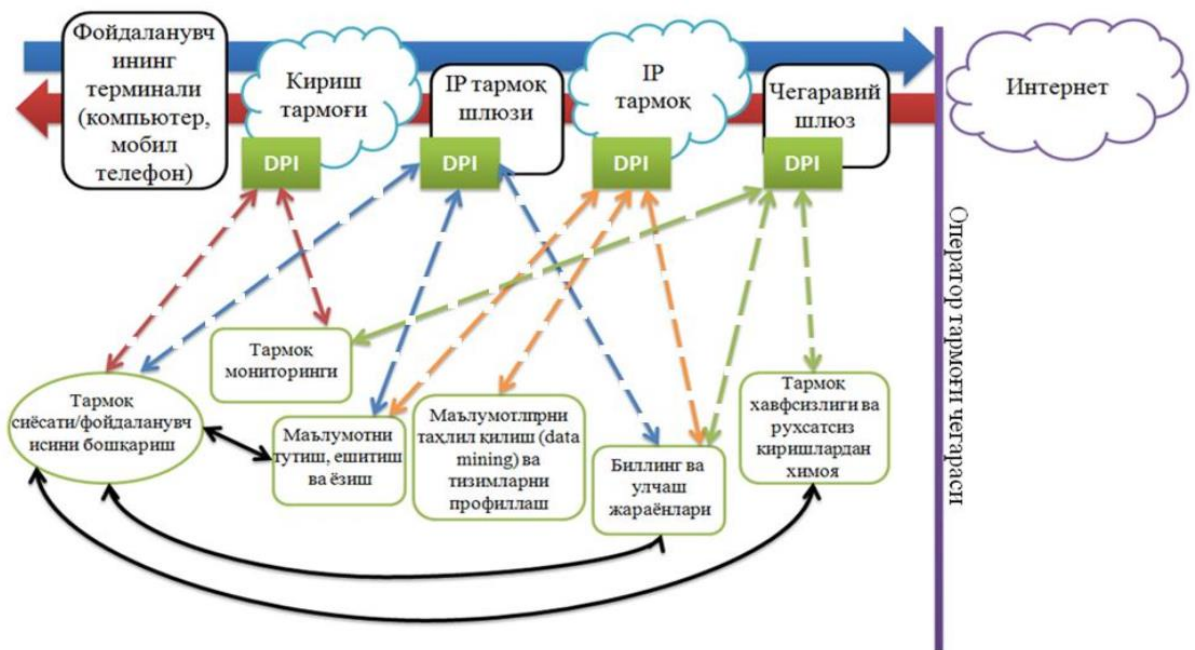 Фойдаланувч
ининг
терминали
(компьютер,
мобил
телефон)
Кириш
тармоғи
IP тармоқ
шлюзи
IP
тармоқ
Чегаравий
шлюз
Интернет
DPI
DPI
DPI
DPI
Оператор тармоғи чегараси
Тармоқ
мониторинги
Тармоқ
сиёсати/фойдаланувч
исини бошқариш
Маълумотни
тутиш, ешитиш
ва ёзиш
Маълумотлпрни
таҳлил қилиш (data
mining) ва
тизимларни
профиллаш
Биллинг ва
улчаш
жараёнлари
Тармоқ
хавфсизлиги ва
рухсатсиз
киришлардан
химоя